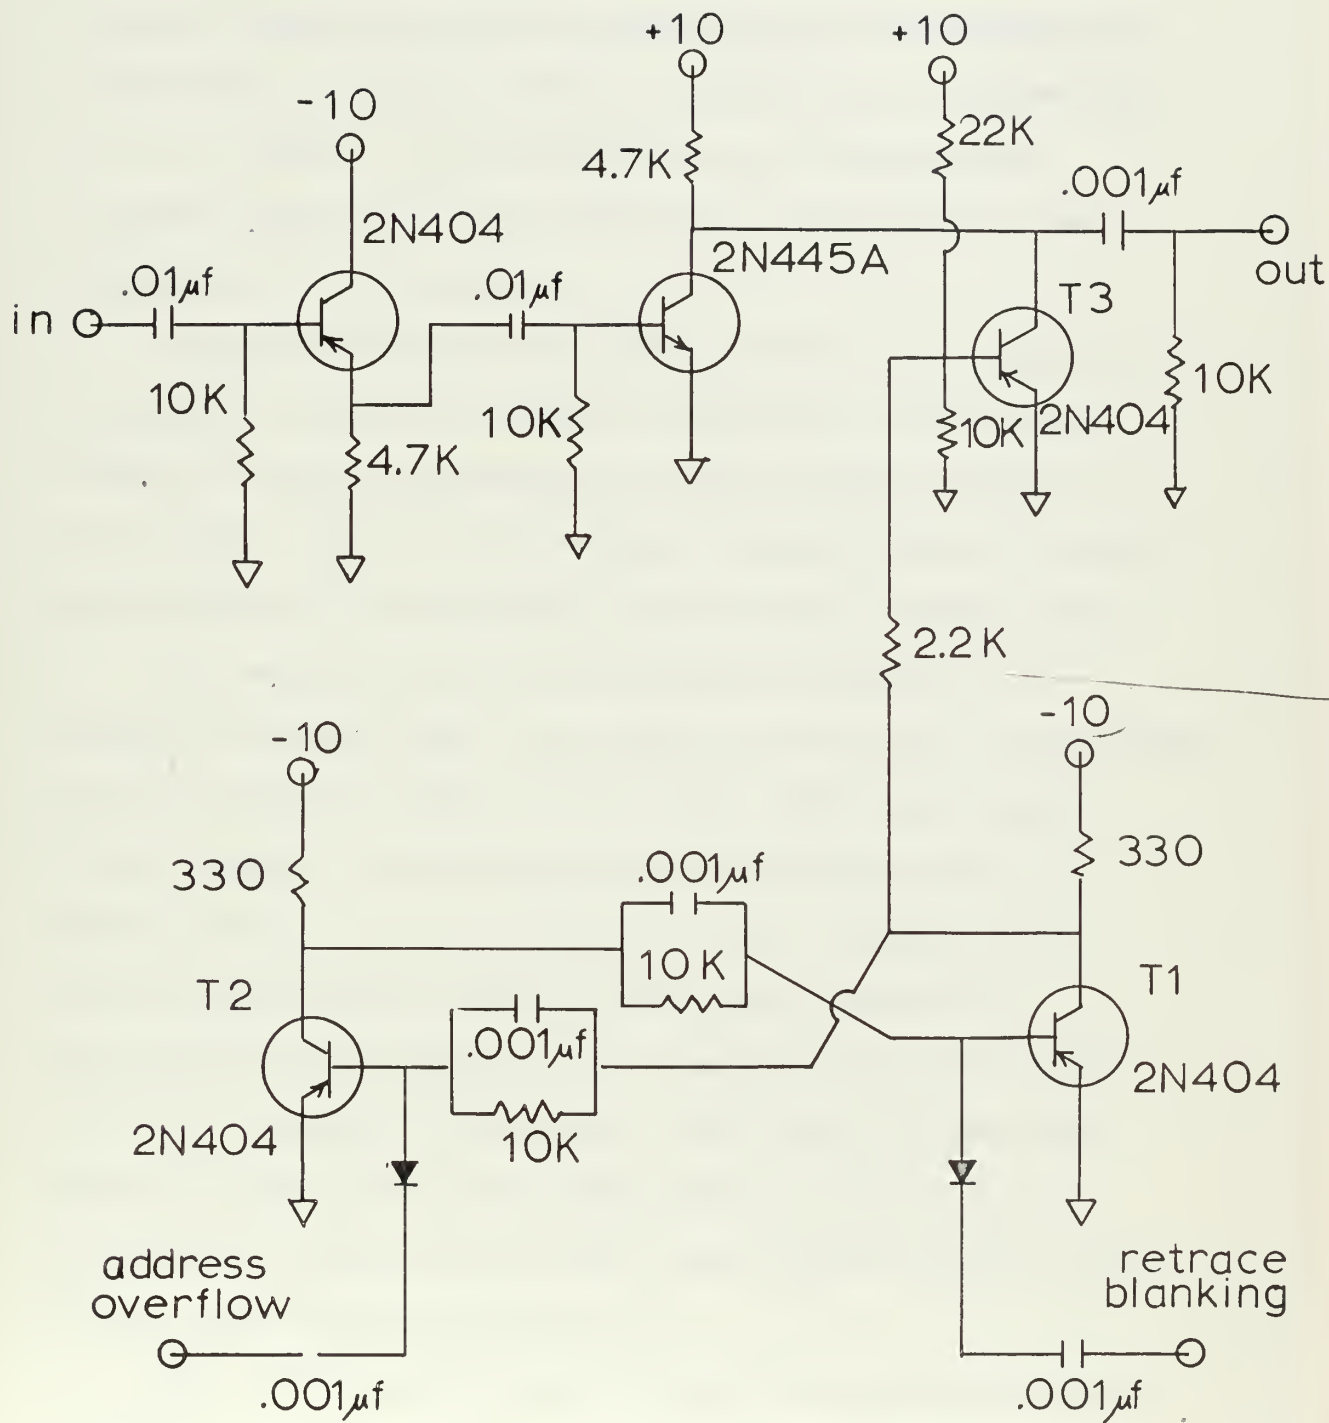 +10
+10
-10
22K
4.7K
.001μf
2N404
2N445A
out
.01μf
.01μf
T3
in
10K
10K
10K
2N404
10K
4.7K
2.2K
-10
-10
330
330
.001μf
10K
T2
T1
.001μf
2N404
2N404
10K
address
overflow
retrace
blanking
.001μf
.001μf